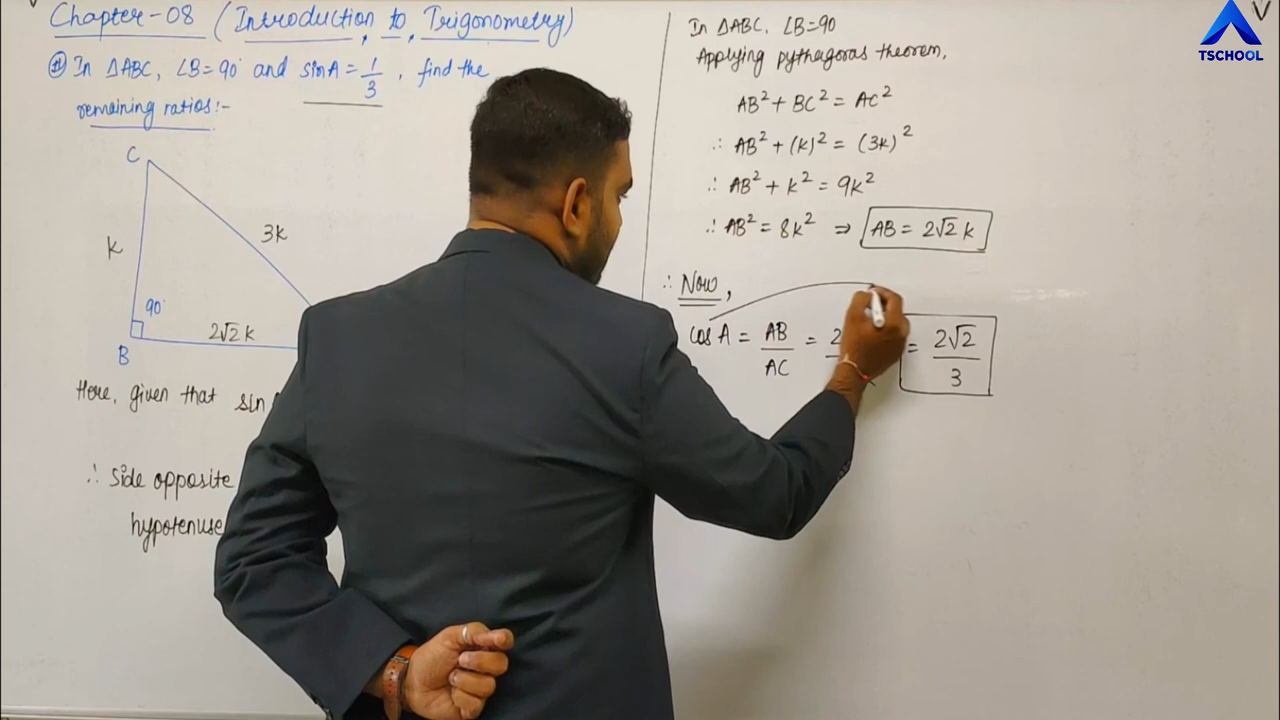 Chapter-08 (Introduction to Trigonometry)
In ΔABC, ∠B=90° and sinA = 1/3, find the
remaining ratios:-
C
K
3k
90°
2√2 k
B
Here, given that sin
∴ Side opposite
hypotenuse
In ΔABC, ∠B=90
Applying pythagoras theorem,
AB² + BC² = AC²
∴ AB² + (k)² = (3k)²
∴ AB² + k² = 9k²
∴ AB² = 8k² ⇒ AB = 2√2 k
∴ Now,
cos A = AB/AC = 2 = 2√2/3
TSCHOOL